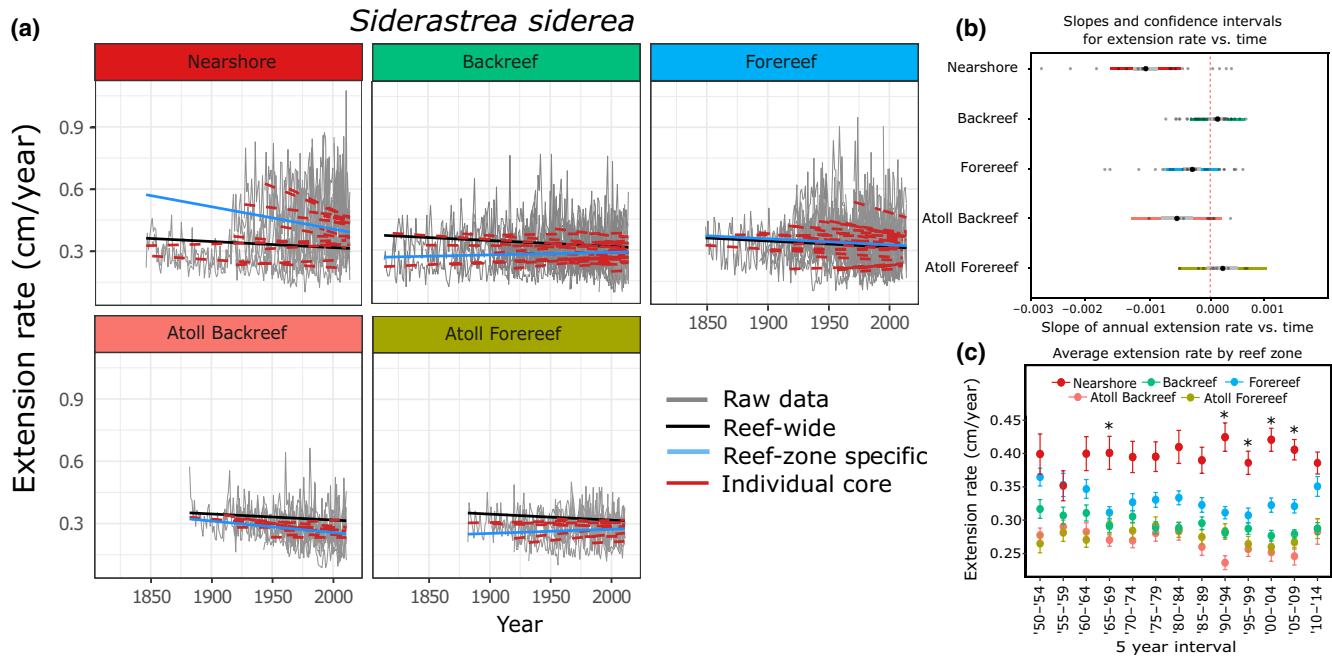 Siderastrea siderea
(a)
Nearshore
Backreef
Forereef
Extension rate (cm/year)
0.9
0.6
0.3
1850
1900
1950
2000
Atoll Backreef
Atoll Forereef
0.9
0.6
0.3
1850
1900
1950
2000
1850
1900
1950
2000
Year
Raw data
Reef-wide
Reef-zone specific
Individual core
(b)
Slopes and confidence intervals
for extension rate vs. time
Nearshore
Backreef
Forereef
Atoll Backreef
Atoll Forereef
−0.003
−0.002
−0.001
0.000
0.001
Slope of annual extension rate vs. time
(c)
Average extension rate by reef zone
Nearshore
Backreef
Forereef
Atoll Backreef
Atoll Forereef
Extension rate (cm/year)
0.45
0.40
0.35
0.30
0.25
* * * * *
'50−'54
'55−'59
'60−'64
'65−'69
'70−'74
'75−'79
'80−'84
'85−'89
'90−'94
'95−'99
'00−'04
'05−'09
'10−'14
5 year interval